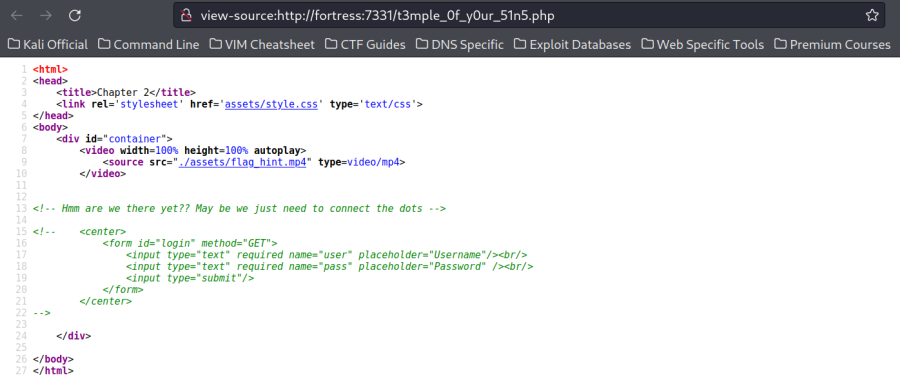 view-source:http://fortress:7331/t3mple_0f_y0ur_51n5.php
Kali Official Command Line VIM Cheatsheet CTF Guides DNS Specific Exploit Databases Web Specific Tools Premium Courses
1 <html>
2 <head>
3 <title>Chapter 2</title>
4 <link rel='stylesheet' href='assets/style.css' type='text/css'>
5 </head>
6 <body>
7 <div id="container">
8 <video width=100% height=100% autoplay>
9 <source src="./assets/flag_hint.mp4" type=video/mp4>
10 </video>
11
12
13 <!-- Hmm are we there yet?? May be we just need to connect the dots -->
14
15 <!-- <center>
16 <form id="login" method="GET">
17 <input type="text" required name="user" placeholder="Username"/><br/>
18 <input type="text" required name="pass" placeholder="Password" /><br/>
19 <input type="submit"/>
20 </form>
21 </center>
22 -->
23
24 </div>
25
26 </body>
27 </html>